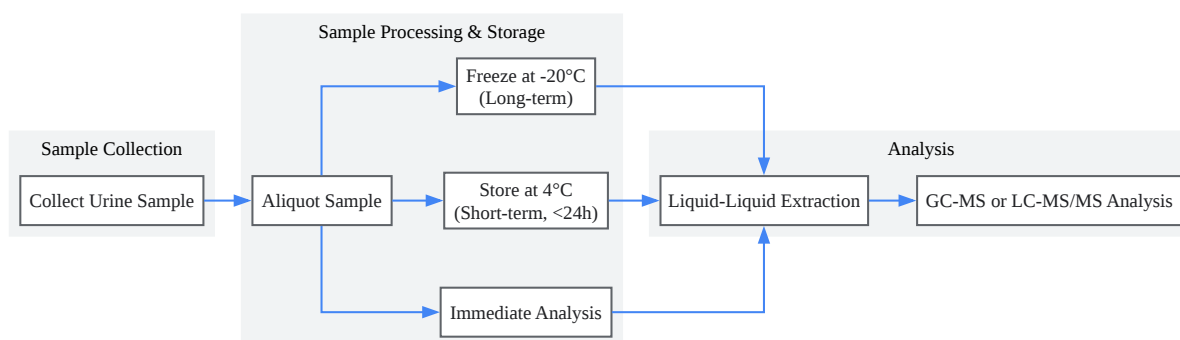 Sample Collection
Collect Urine Sample
Sample Processing & Storage
Aliquot Sample
Freeze at -20°C
(Long-term)
Store at 4°C
(Short-term, <24h)
Immediate Analysis
Analysis
Liquid-Liquid Extraction
GC-MS or LC-MS/MS Analysis